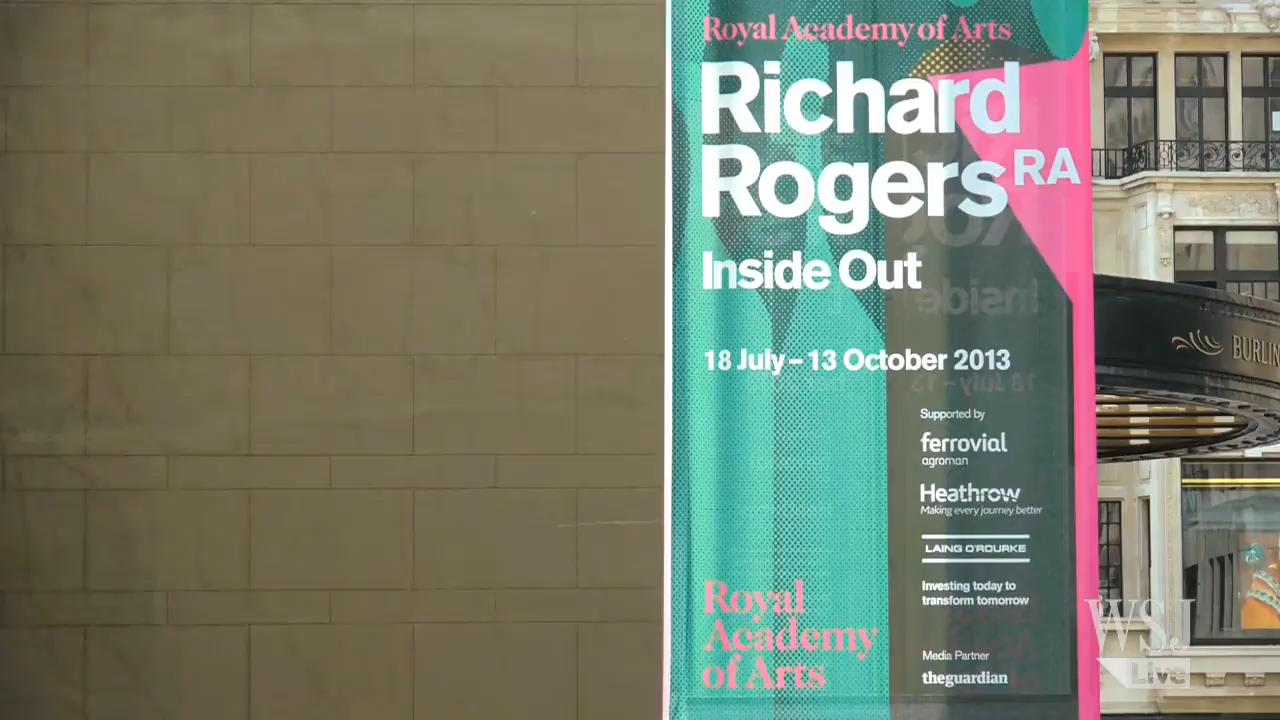 Royal Academy of Arts
Richard
Rogers RA
Inside Out
18 July – 13 October 2013
Supported by
ferrovial
agroman
Heathrow
Making every journey better
LAING O'ROURKE
Investing today to
transform tomorrow
Media Partner
theguardian
Royal
Academy
of Arts
WSJ
Live